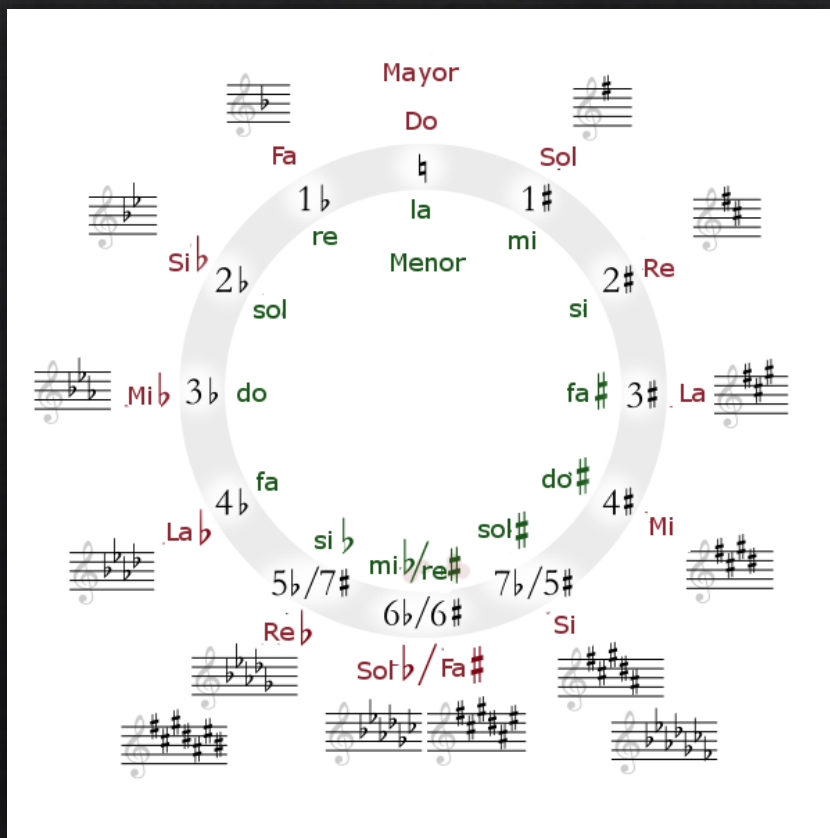 Mayor
Do
Fa
Sol
♮
1♭
1♯
la
re
mi
Menor
Si♭
Re
2♭
2♯
sol
si
Mi♭
3♭
do
fa♯
3♯
La
fa
do♯
4♭
4♯
La♭
Mi
si♭
sol♯
mi♭/re♯
5♭/7♯
7♭/5♯
6♭/6♯
Re♭
Si
Sol♭/Fa♯